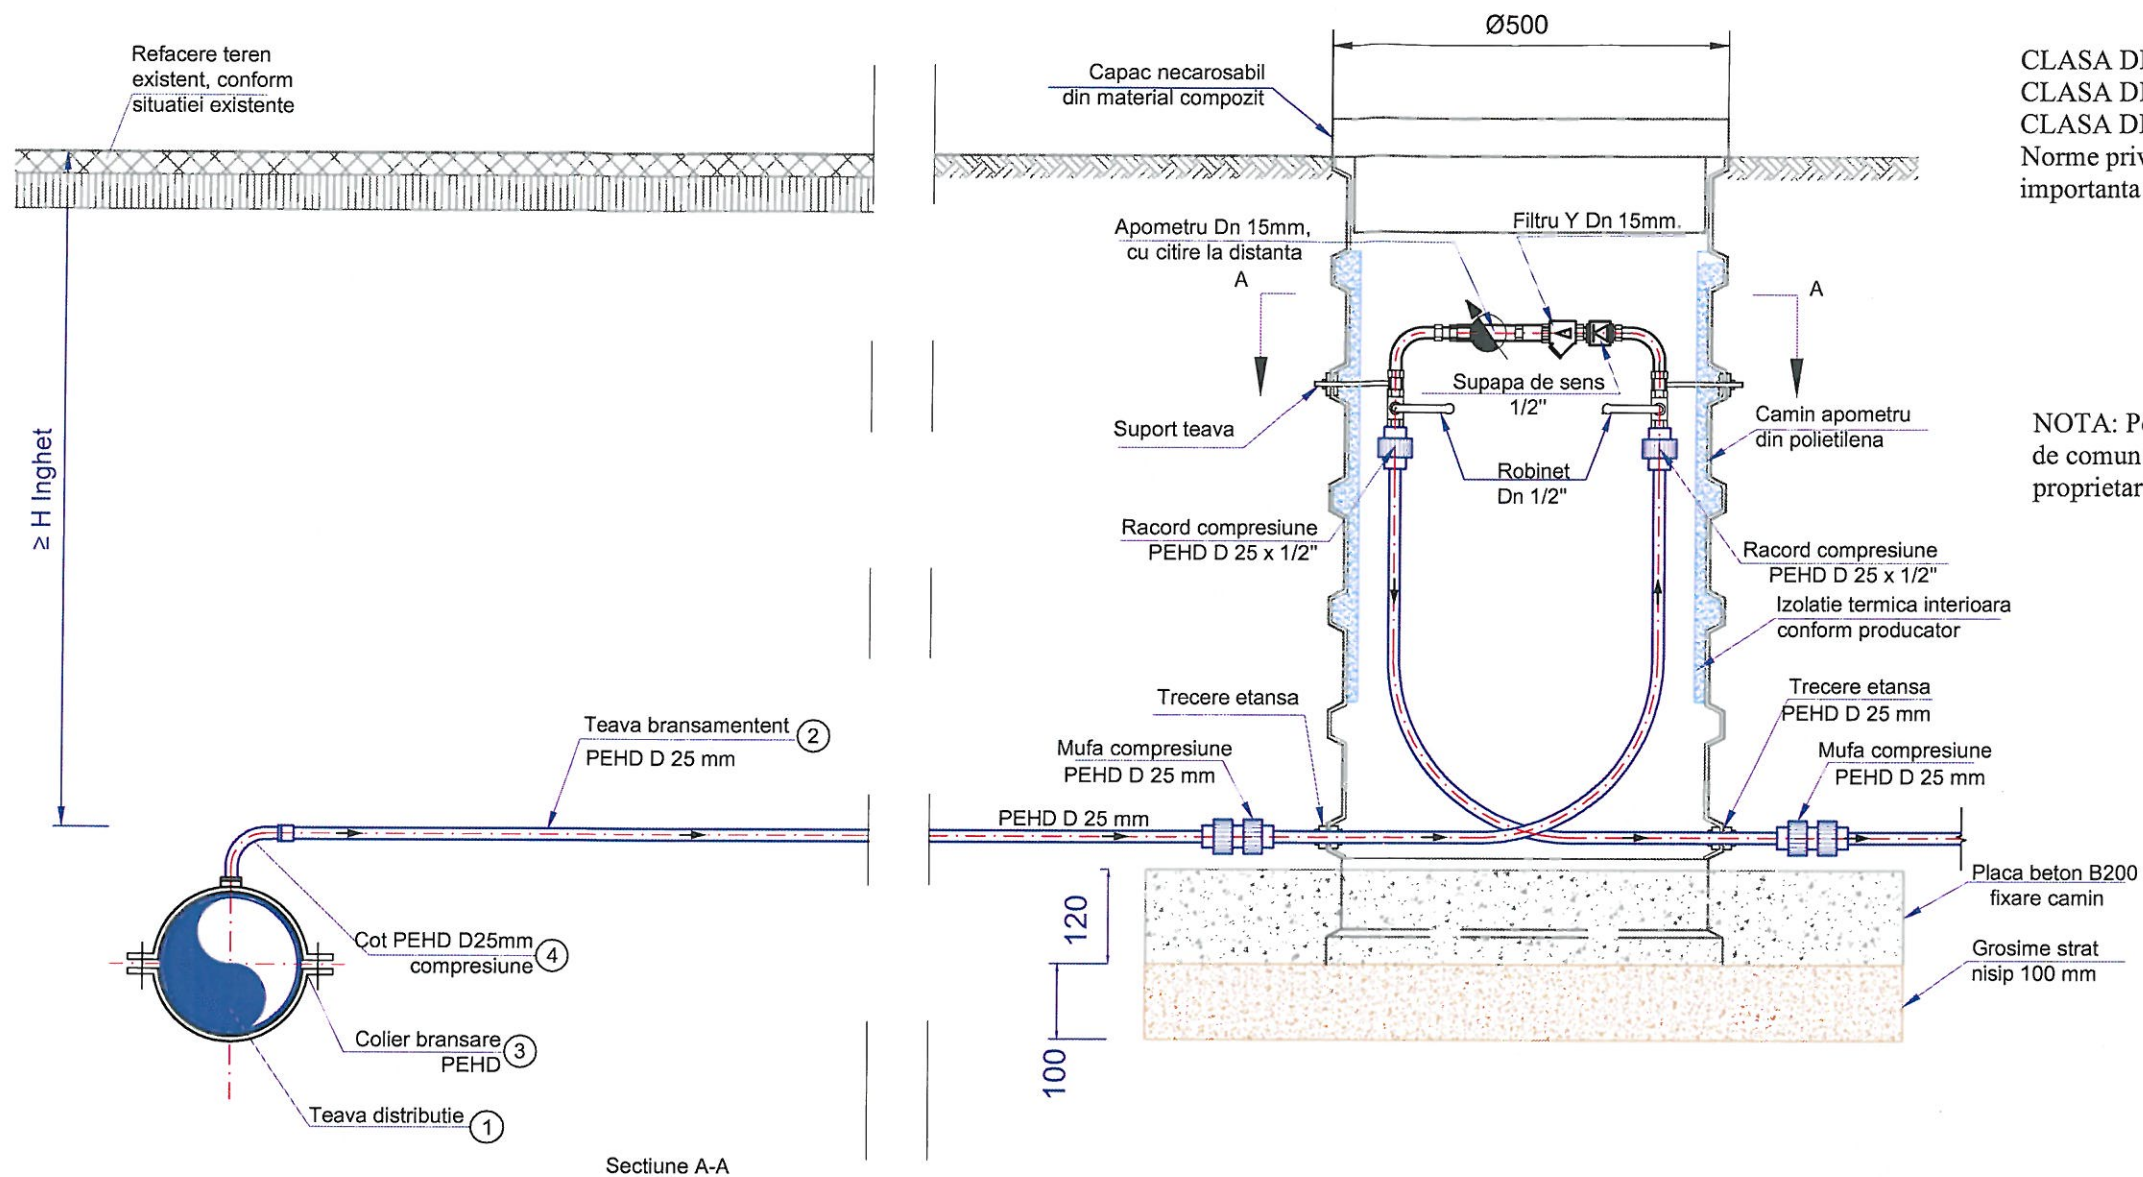 Refacere teren
existent, conform
situatiei existente
Ø500
Capac necarosabil
din material compozit
CLASA DI
CLASA DI
CLASA DI
Norme priv
importanta
Apometru Dn 15mm,
cu citire la distanta
Filtru Y Dn 15mm.
A
A
Supapa de sens
1/2"
Suport teava
Camin apometru
din polietilena
NOTA: P
de comun
proprietar
Robinet
Dn 1/2"
≥ H Inghet
Racord compresiune
PEHD D 25 x 1/2"
Racord compresiune
PEHD D 25 x 1/2"
Izolatie termica interioara
conform producator
Trecere etansa
Trecere etansa
PEHD D 25 mm
Teava bransamentent 2
PEHD D 25 mm
Mufa compresiune
PEHD D 25 mm
Mufa compresiune
PEHD D 25 mm
PEHD D 25 mm
Placa beton B200
fixare camin
120
Cot PEHD D25mm
compresiune 4
Grosime strat
nisip 100 mm
100
Colier bransare 3
PEHD
Teava distributie 1
Sectiune A-A